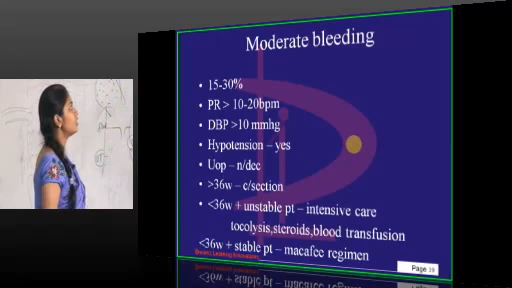 Moderate bleeding
• 15-30%
• PR > 10-20bpm
• DBP >10 mmhg
• Hypotension – yes
• Uop – n/dec
• >36w – c/section
• <36w + unstable pt – intensive care
tocolysis,steroids,blood transfusion
<36w + stable pt – macafee regimen
Page 19